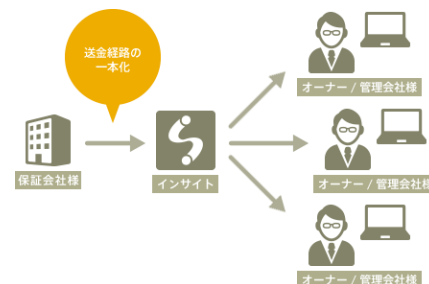 送金経路の
一本化
オーナー / 管理会社様
保証会社様
インサイト
オーナー / 管理会社様
オーナー / 管理会社様